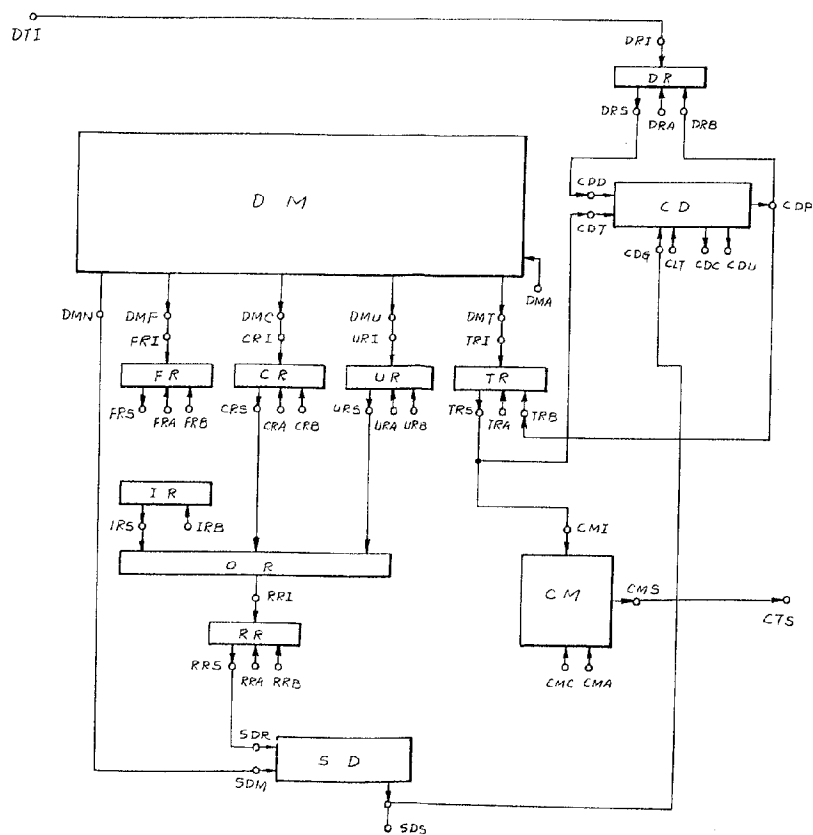 DTI
DRI
DR
DRS DRA DRB
CDD
DM
CD
CDP
CDT
CDG CLT CDC CDU
DMA
DMN DMF DMC DMU DMT
FRI CRI URI TRI
FR CR UR TR
FRS FRA FRB CRS CRA CRB URS URA URB TRS TRA TRB
IR
IRS IRB
CMI
OR
CM
CMS
RRI
CTS
RR
RRS RRA RRB
CMC CMA
SDR
SD
SDM
SDS